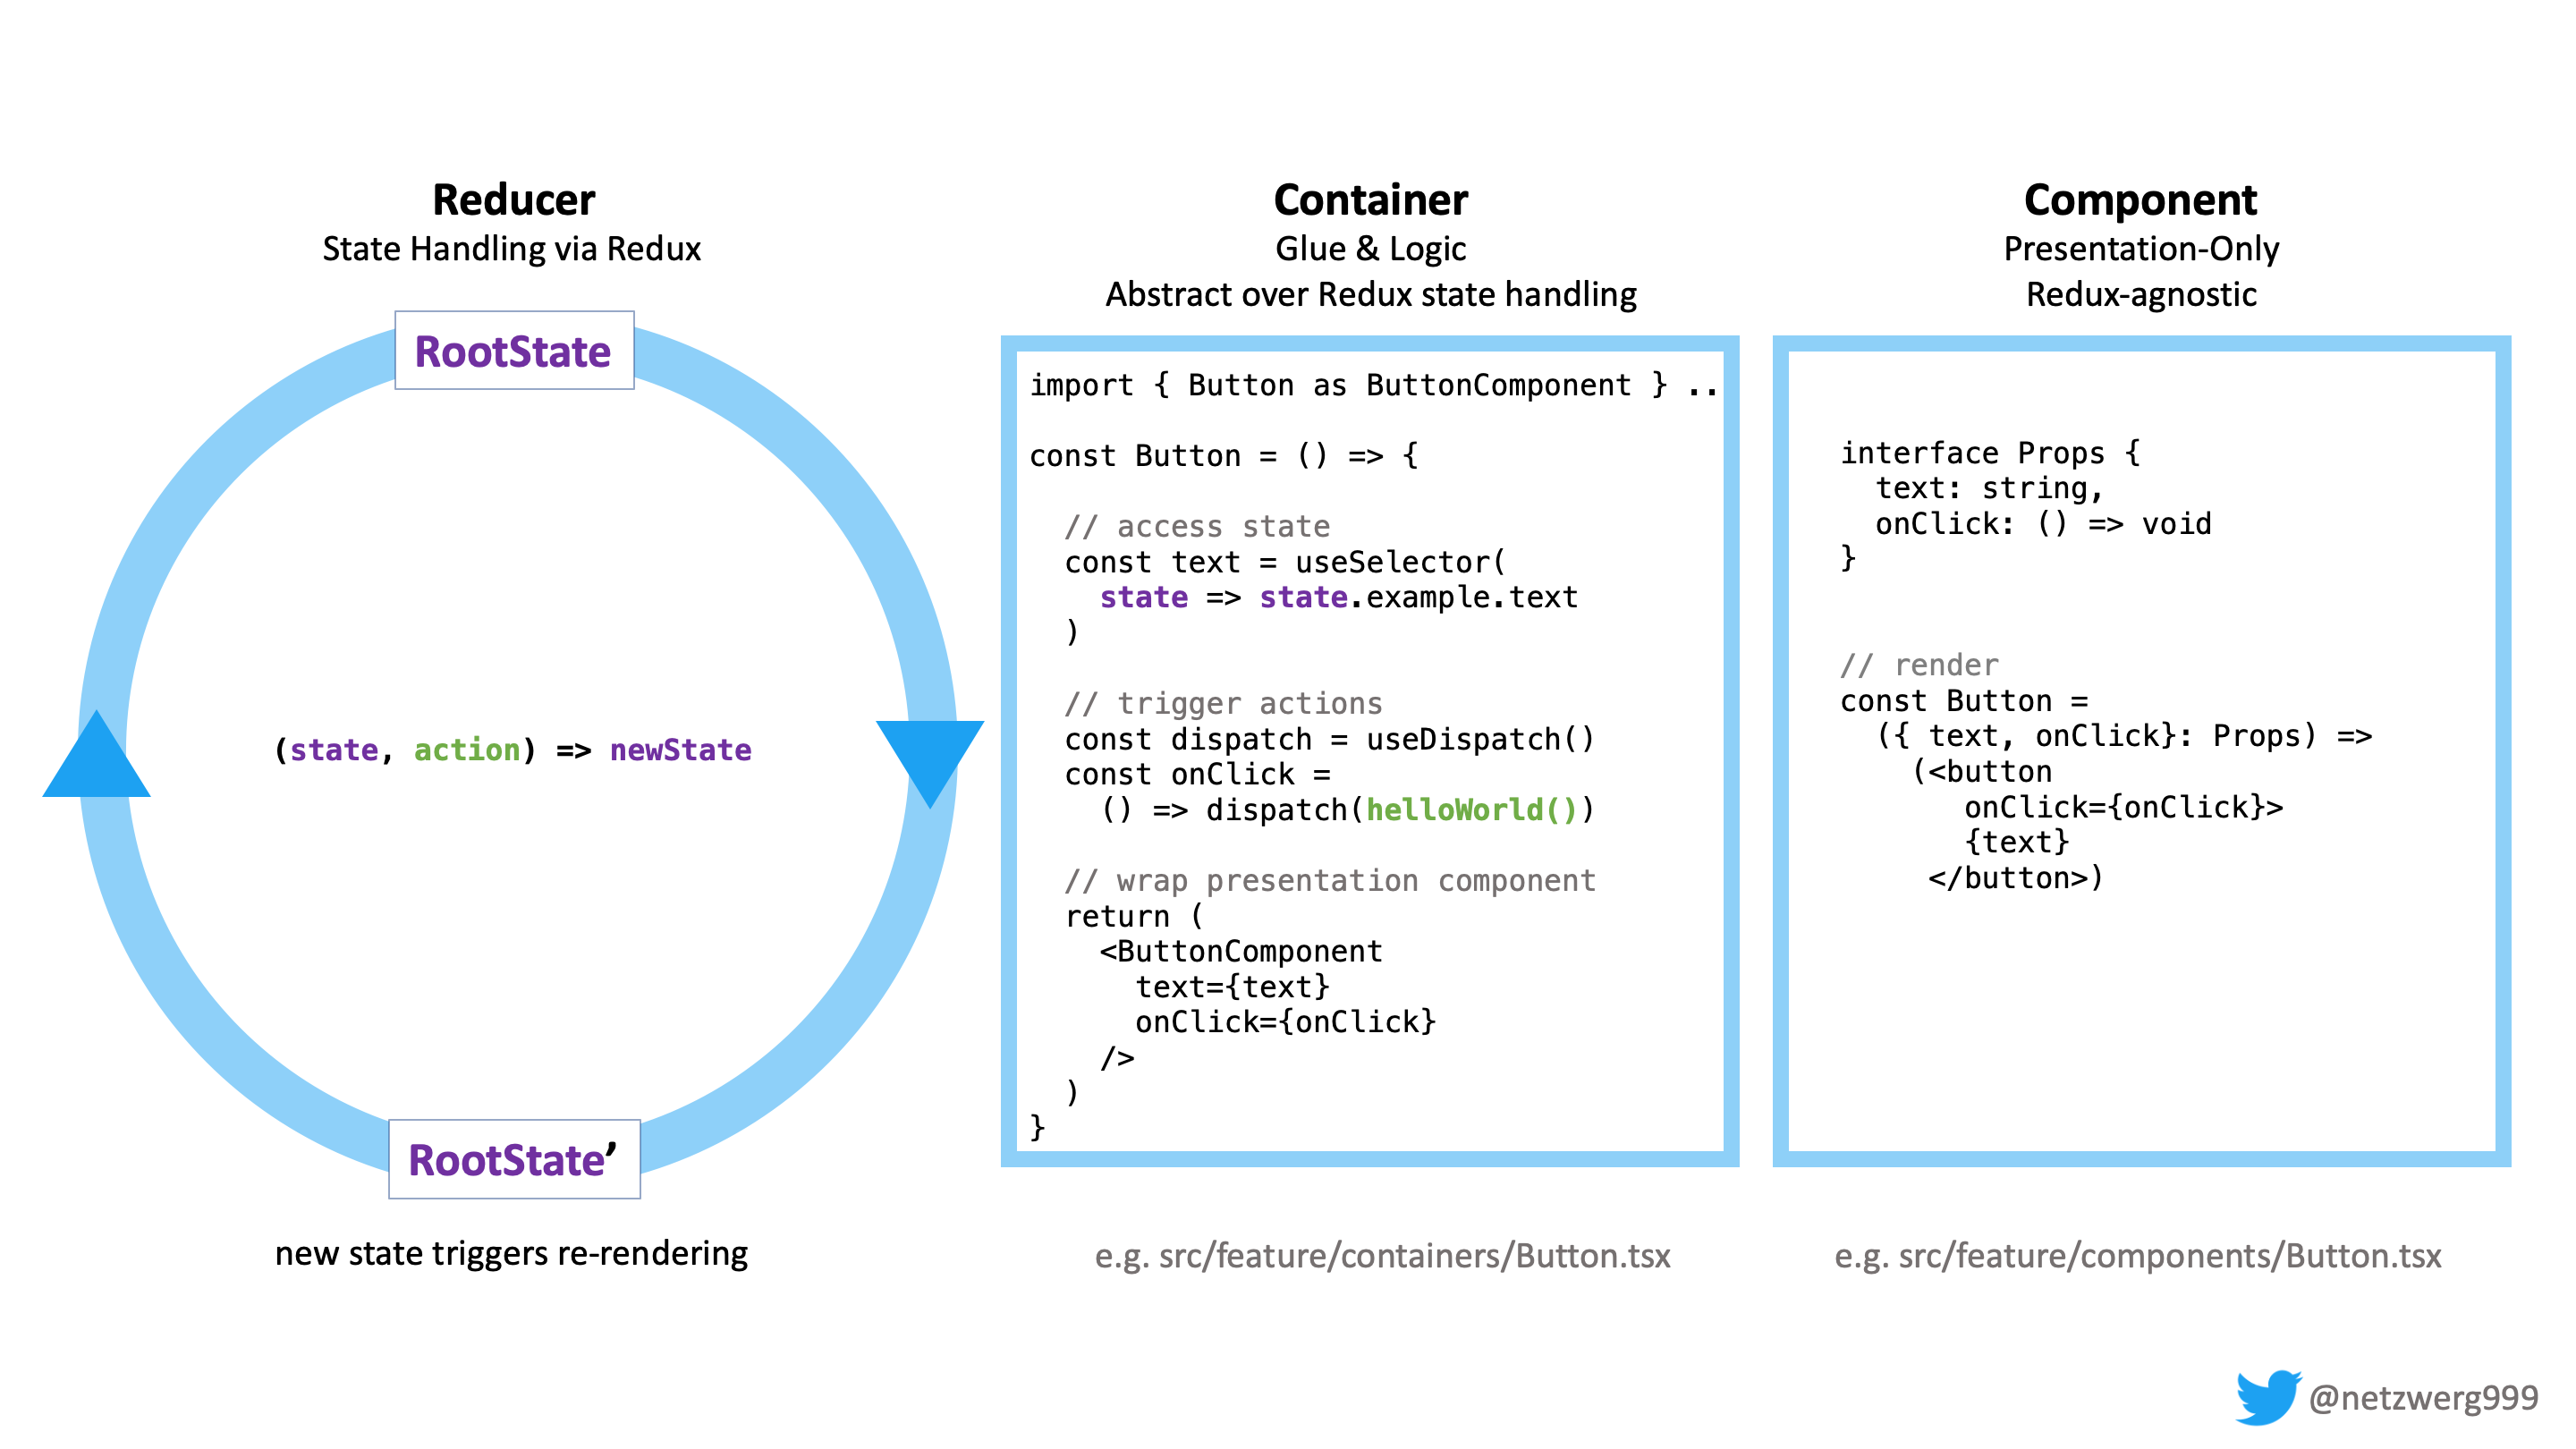 Reducer
State Handling via Redux
RootState
(state, action) => newState
RootState’
new state triggers re-rendering
Container
Glue & Logic
Abstract over Redux state handling
import { Button as ButtonComponent } ..
const Button = () => {
// access state
const text = useSelector(
state => state.example.text
)
// trigger actions
const dispatch = useDispatch()
const onClick =
() => dispatch(helloWorld())
// wrap presentation component
return (
<ButtonComponent
text={text}
onClick={onClick}
/>
)
}
e.g. src/feature/containers/Button.tsx
Component
Presentation-Only
Redux-agnostic
interface Props {
text: string,
onClick: () => void
}
// render
const Button =
({ text, onClick}: Props) =>
(<button
onClick={onClick}>
{text}
</button>)
e.g. src/feature/components/Button.tsx
@netzwerg999